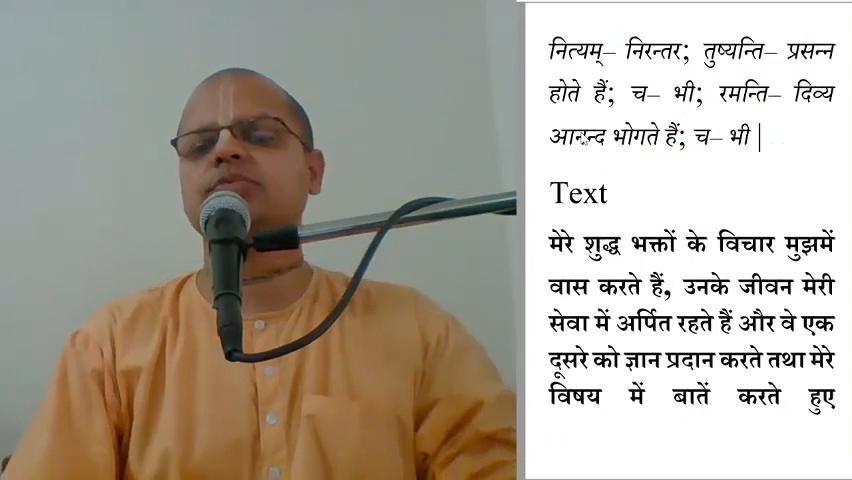 नित्यम्– निरन्तर; तुष्यन्ति– प्रसन्न
होते हैं; च– भी; रमन्ति– दिव्य
आनन्द भोगते हैं; च– भी |
Text
मेरे शुद्ध भक्तों के विचार मुझमें
वास करते हैं, उनके जीवन मेरी
सेवा में अर्पित रहते हैं और वे एक
दूसरे को ज्ञान प्रदान करते तथा मेरे
विषय में बातें करते हुए